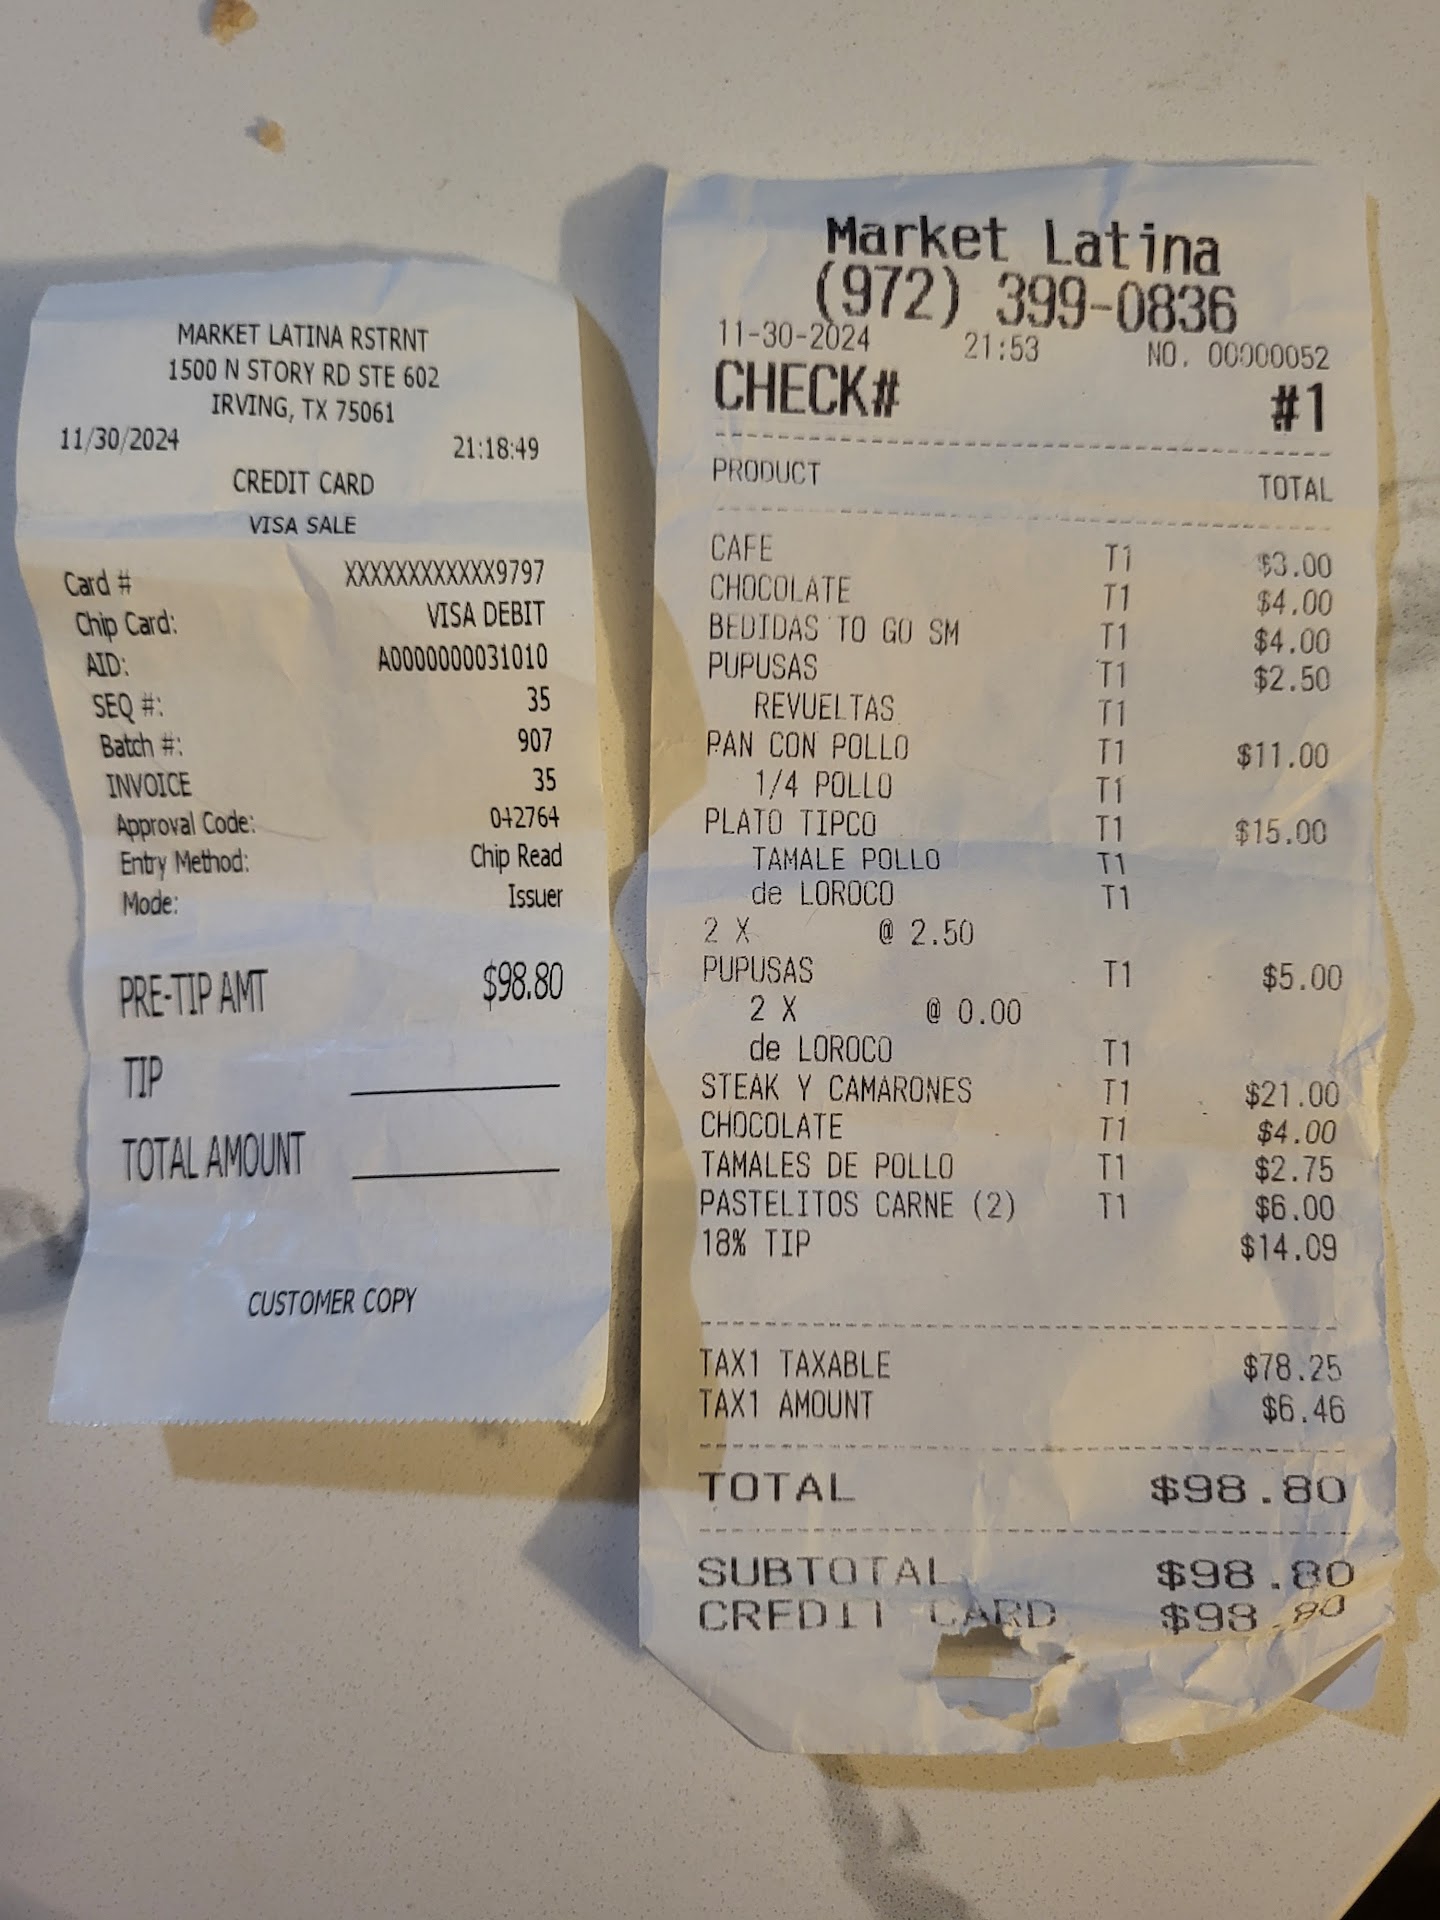 MARKET LATINA RSTRNT
1500 N STORY RD STE 602
IRVING, TX 75061
11/30/2024 21:18:49
CREDIT CARD
VISA SALE
Card # XXXXXXXXXXXX9797
Chip Card: VISA DEBIT
AID: A0000000031010
SEQ #: 35
Batch #: 907
INVOICE 35
Approval Code: 042764
Entry Method: Chip Read
Mode: Issuer
PRE-TIP AMT $98.80
TIP
TOTAL AMOUNT
CUSTOMER COPY
Market Latina
(972) 399-0836
11-30-2024 21:53 NO. 00000052
CHECK# #1
PRODUCT TOTAL
CAFE T1 $3.00
CHOCOLATE T1 $4.00
BEDIDAS TO GO SM T1 $4.00
PUPUSAS T1 $2.50
REVUELTAS T1
PAN CON POLLO T1 $11.00
1/4 POLLO T1
PLATO TIPCO T1 $15.00
TAMALE POLLO T1
de LOROCO T1
2 X @ 2.50
PUPUSAS T1 $5.00
2 X @ 0.00
de LOROCO T1
STEAK Y CAMARONES T1 $21.00
CHOCOLATE T1 $4.00
TAMALES DE POLLO T1 $2.75
PASTELITOS CARNE (2) T1 $6.00
18% TIP $14.09
TAX1 TAXABLE $78.25
TAX1 AMOUNT $6.46
TOTAL $98.80
SUBTOTAL $98.80
CREDIT CARD $98.80